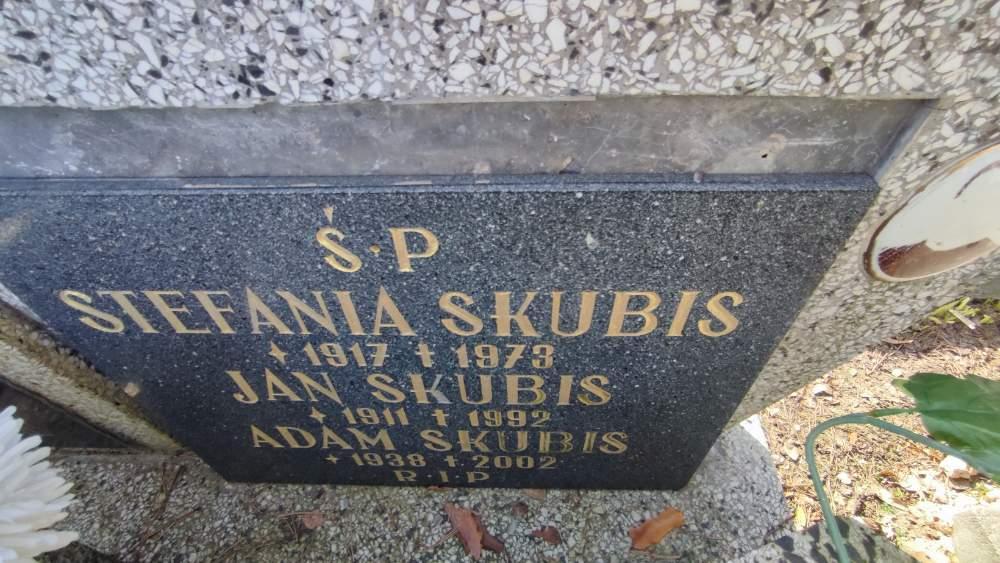 Ś·P
STEFANIA SKUBIS
✦ 1917 ✝ 1973
JAN SKUBIS
✦ 1911 ✝ 1992
ADAM SKUBIS
✦ 1938 ✝ 2002
R.I.P